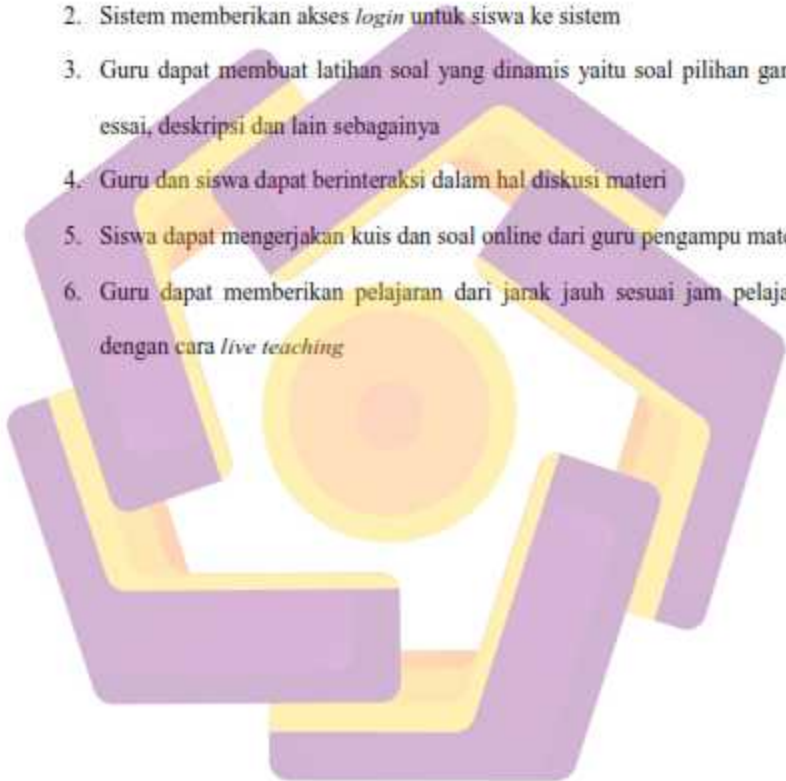 2. Sistem memberikan akses login untuk siswa ke sistem
3. Guru dapat membuat latihan soal yang dinamis yaitu soal pilihan
essai, deskripsi dan lain sebagainya
4. Guru dan siswa dapat berinteraksi dalam hal diskusi materi
5. Siswa dapat mengerjakan kuis dan soal online dari guru pengampu
6. Guru dapat memberikan pelajaran dari jarak jauh sesuai jam
dengan cara live teaching